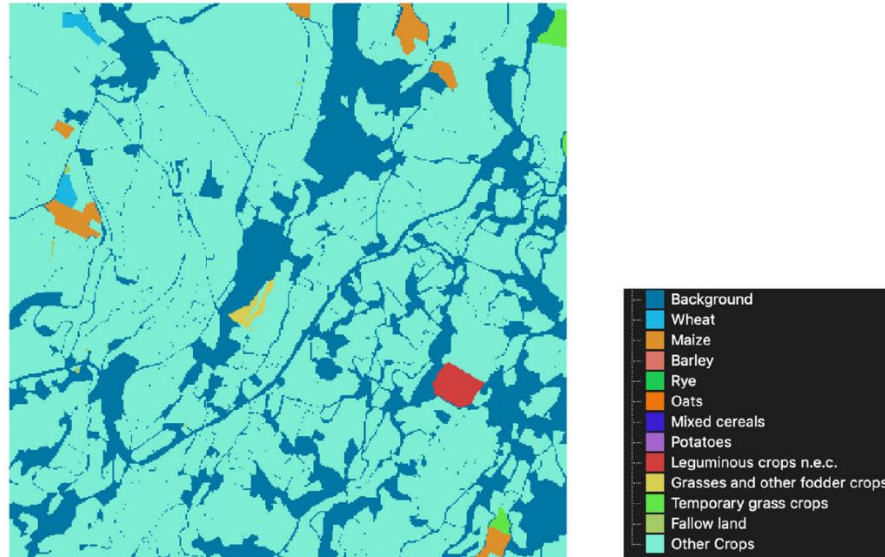 Background
Wheat
Maize
Barley
Rye
Oats
Mixed cereals
Potatoes
Leguminous crops n.e.c.
Grasses and other fodder crops
Temporary grass crops
Fallow land
Other Crops